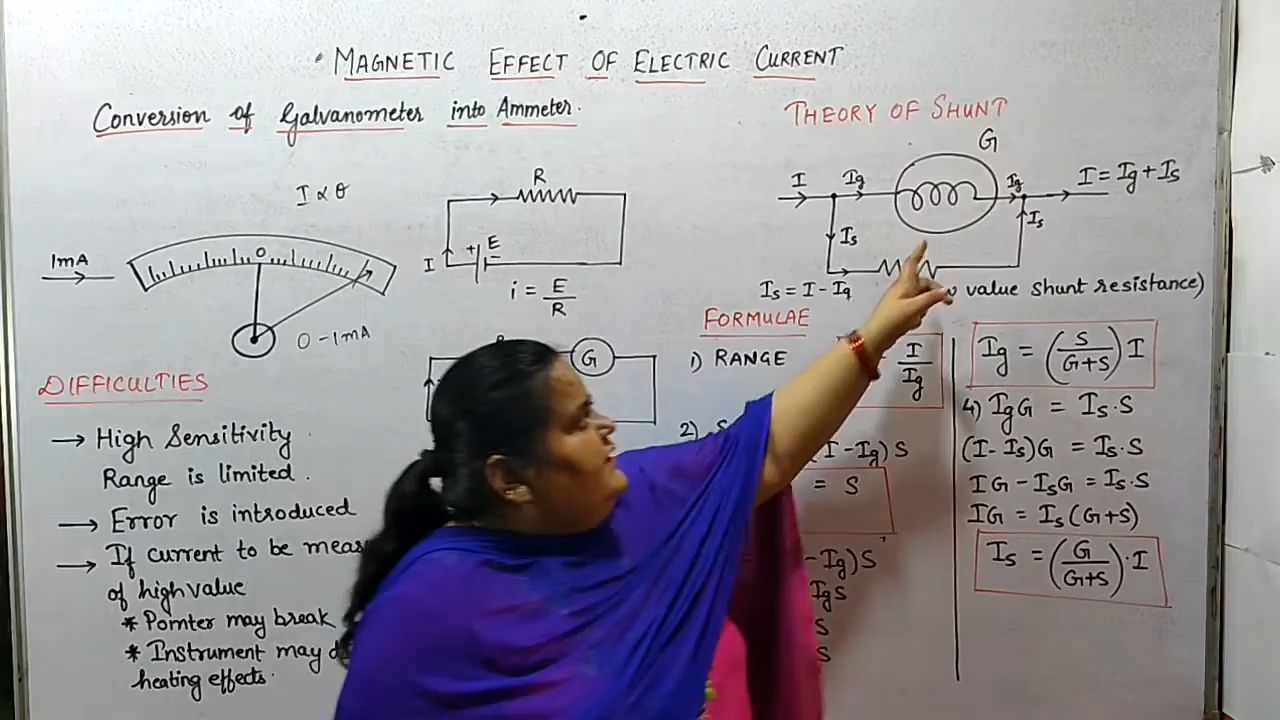 MAGNETIC EFFECT OF ELECTRIC CURRENT
Conversion of Galvanometer into Ammeter.
I ∝ θ
1mA
0
0-1mA
DIFFICULTIES
→ High Sensitivity
Range is limited.
→ Error is introduced
→ If current to be
of high value
* Pointer may break
* Instrument may
heating effects.
R
I
+ E -
i = E/R
G
THEORY OF SHUNT
G
I
Ig
Ig
I = Ig + Is
Is
Is
Is = I - Ig
value shunt resistance)
FORMULAE
1) RANGE
I/Ig
2)
(I-Ig)S
= S
-Ig)S
IgS
S
S
Ig = (S/(G+S)) I
4) IgG = Is.S
(I-Is)G = Is.S
IG - IsG = Is.S
IG = Is(G+S)
Is = (G/(G+S)).I